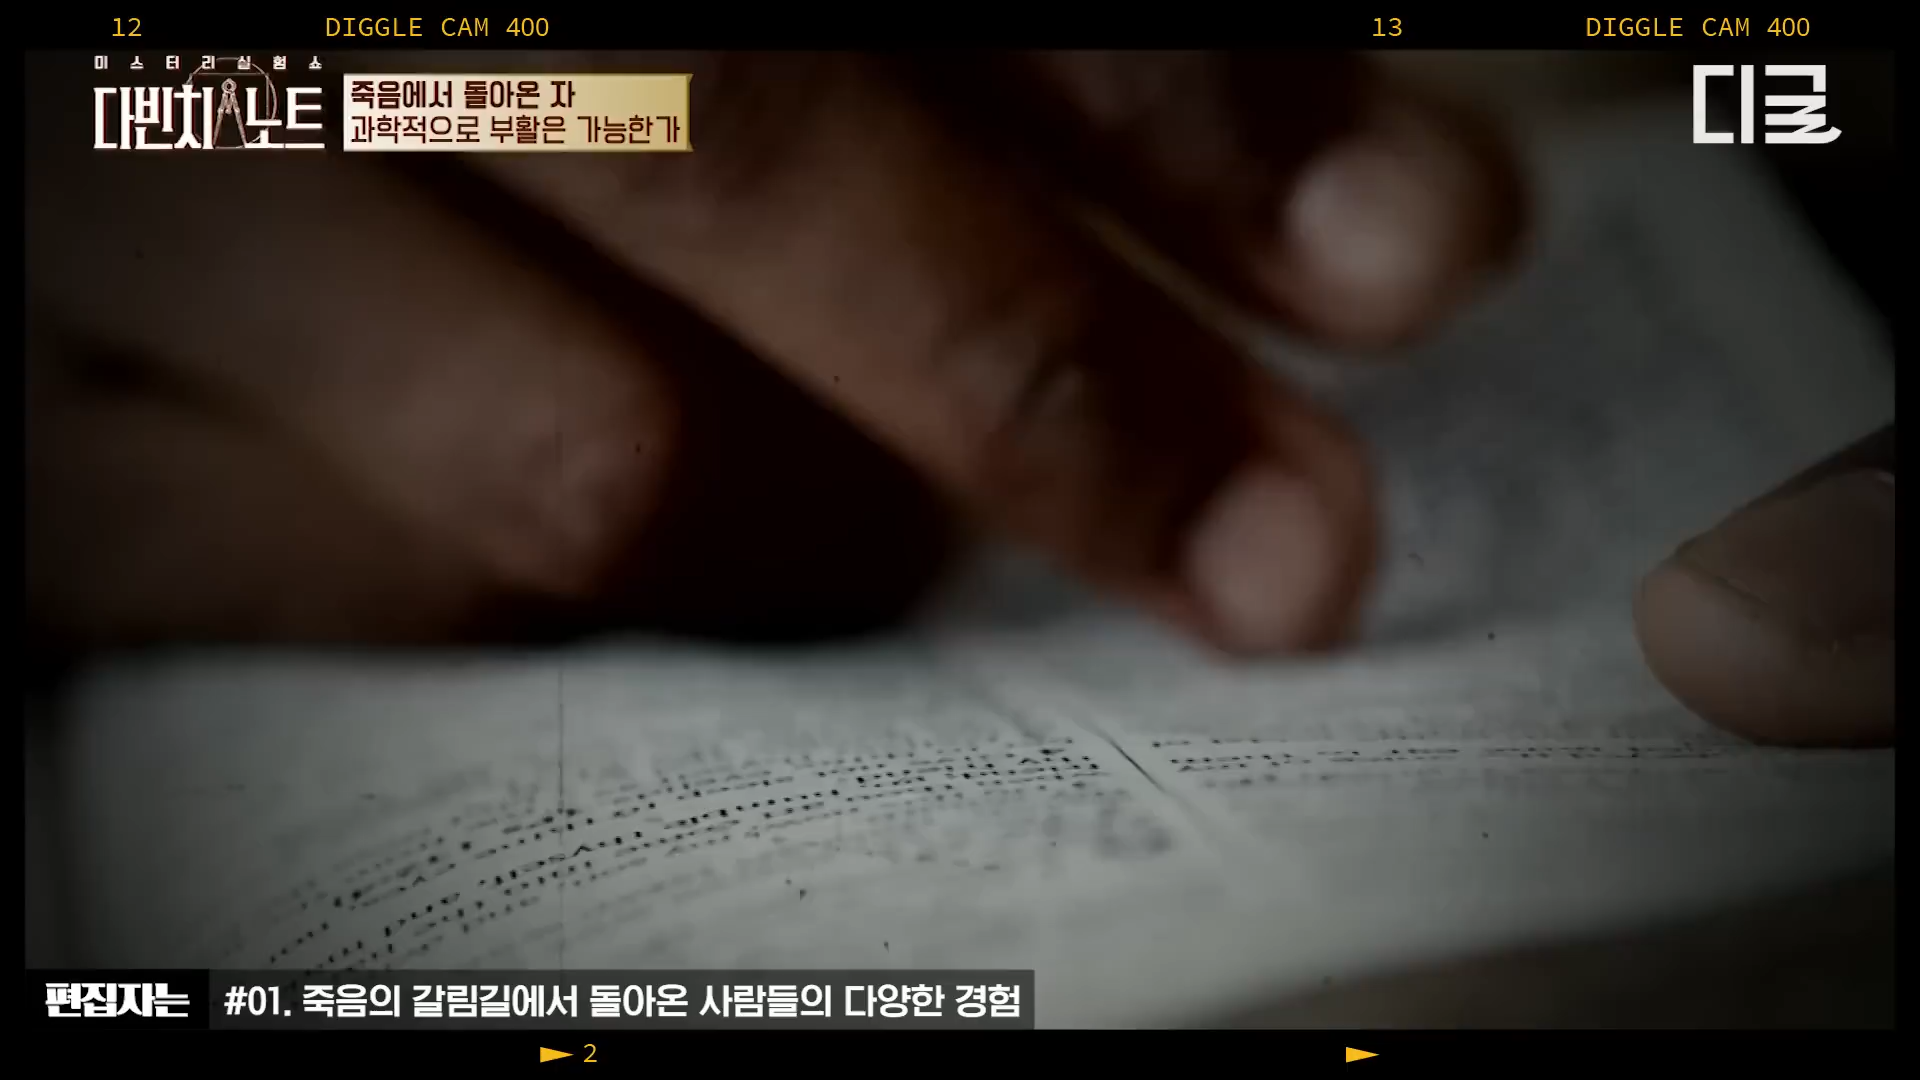 12
DIGGLE CAM 400
13
DIGGLE CAM 400
미스터리실험쇼
다빈치노트
죽음에서 돌아온 자
과학적으로 부활은 가능한가
디글
편집자는
#01. 죽음의 갈림길에서 돌아온 사람들의 다양한 경험
2